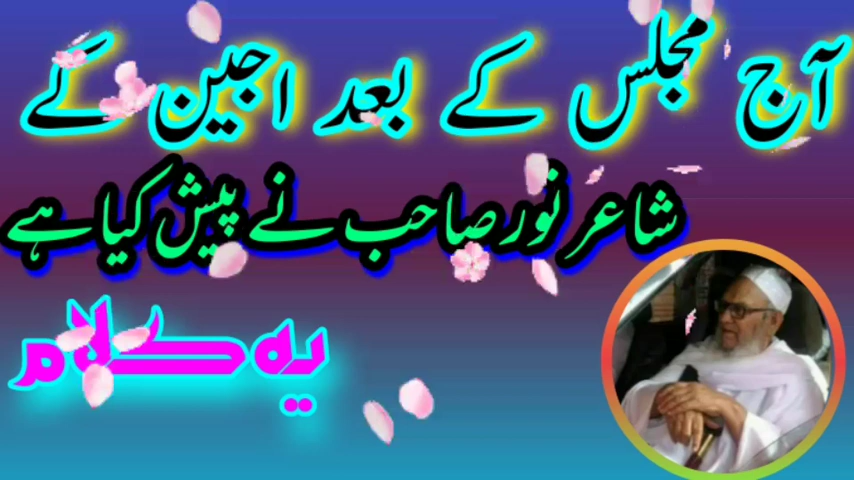 آج مجلس کے بعد اجین کے
شاعر نور صاحب نے پیش کیا ہے
یہ کلام